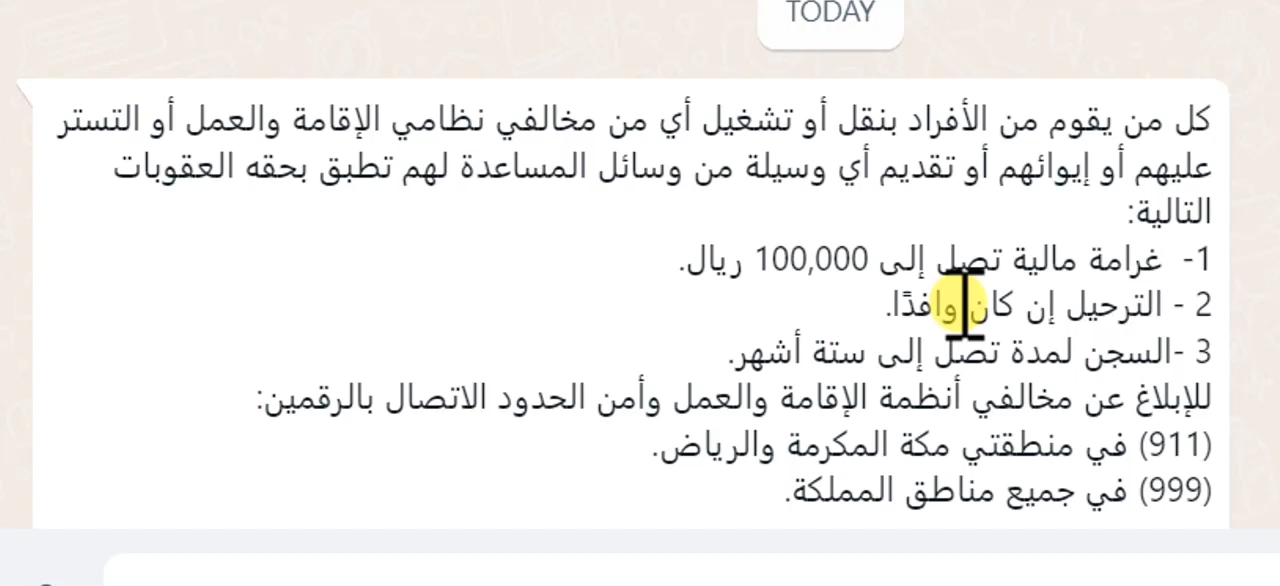 TODAY
كل من يقوم من الأفراد بنقل أو تشغيل أي من مخالفي نظامي الإقامة والعمل أو التستر
عليهم أو إيوائهم أو تقديم أي وسيلة من وسائل المساعدة لهم تطبق بحقه العقوبات
التالية:
1- غرامة مالية تصل إلى 100,000 ريال.
2 - الترحيل إن كان وافدًا.
3 -السجن لمدة تصل إلى ستة أشهر.
للإبلاغ عن مخالفي أنظمة الإقامة والعمل وأمن الحدود الاتصال بالرقمين:
(911) في منطقتي مكة المكرمة والرياض.
(999) في جميع مناطق المملكة.